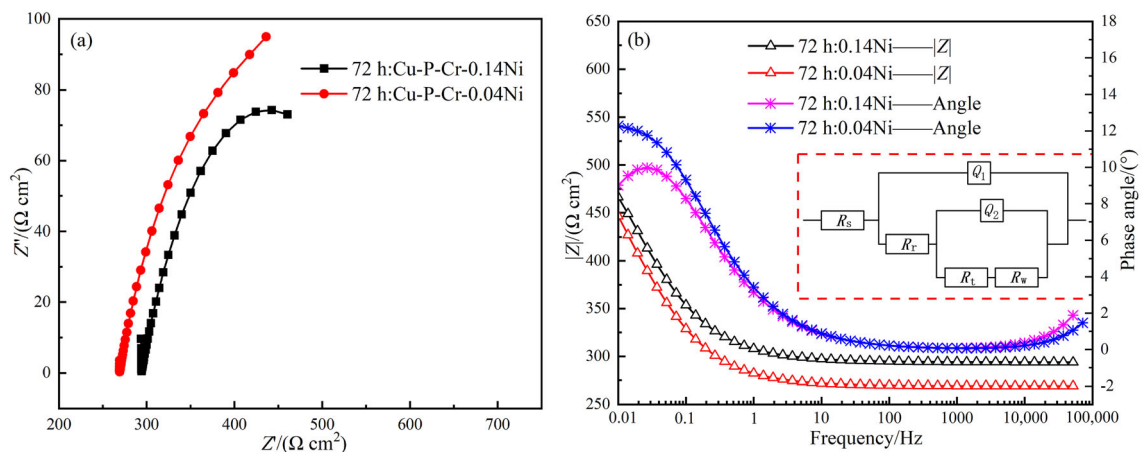 (a)
100
80
60
40
20
0
Z″/(Ω cm²)
72 h:Cu-P-Cr-0.14Ni
72 h:Cu-P-Cr-0.04Ni
200 300 400 500 600 700
Z′/(Ω cm²)
(b)
650
600
550
500
450
400
350
300
250
|Z|/(Ω cm²)
72 h:0.14Ni——|Z|
72 h:0.04Ni——|Z|
72 h:0.14Ni——Angle
72 h:0.04Ni——Angle
Q1
Rs
Q2
Rr
Rt Rw
18
16
14
12
10
8
6
4
2
0
−2
Phase angle/(°)
0.01 0.1 1 10 100 1000 10,000 100,000
Frequency/Hz